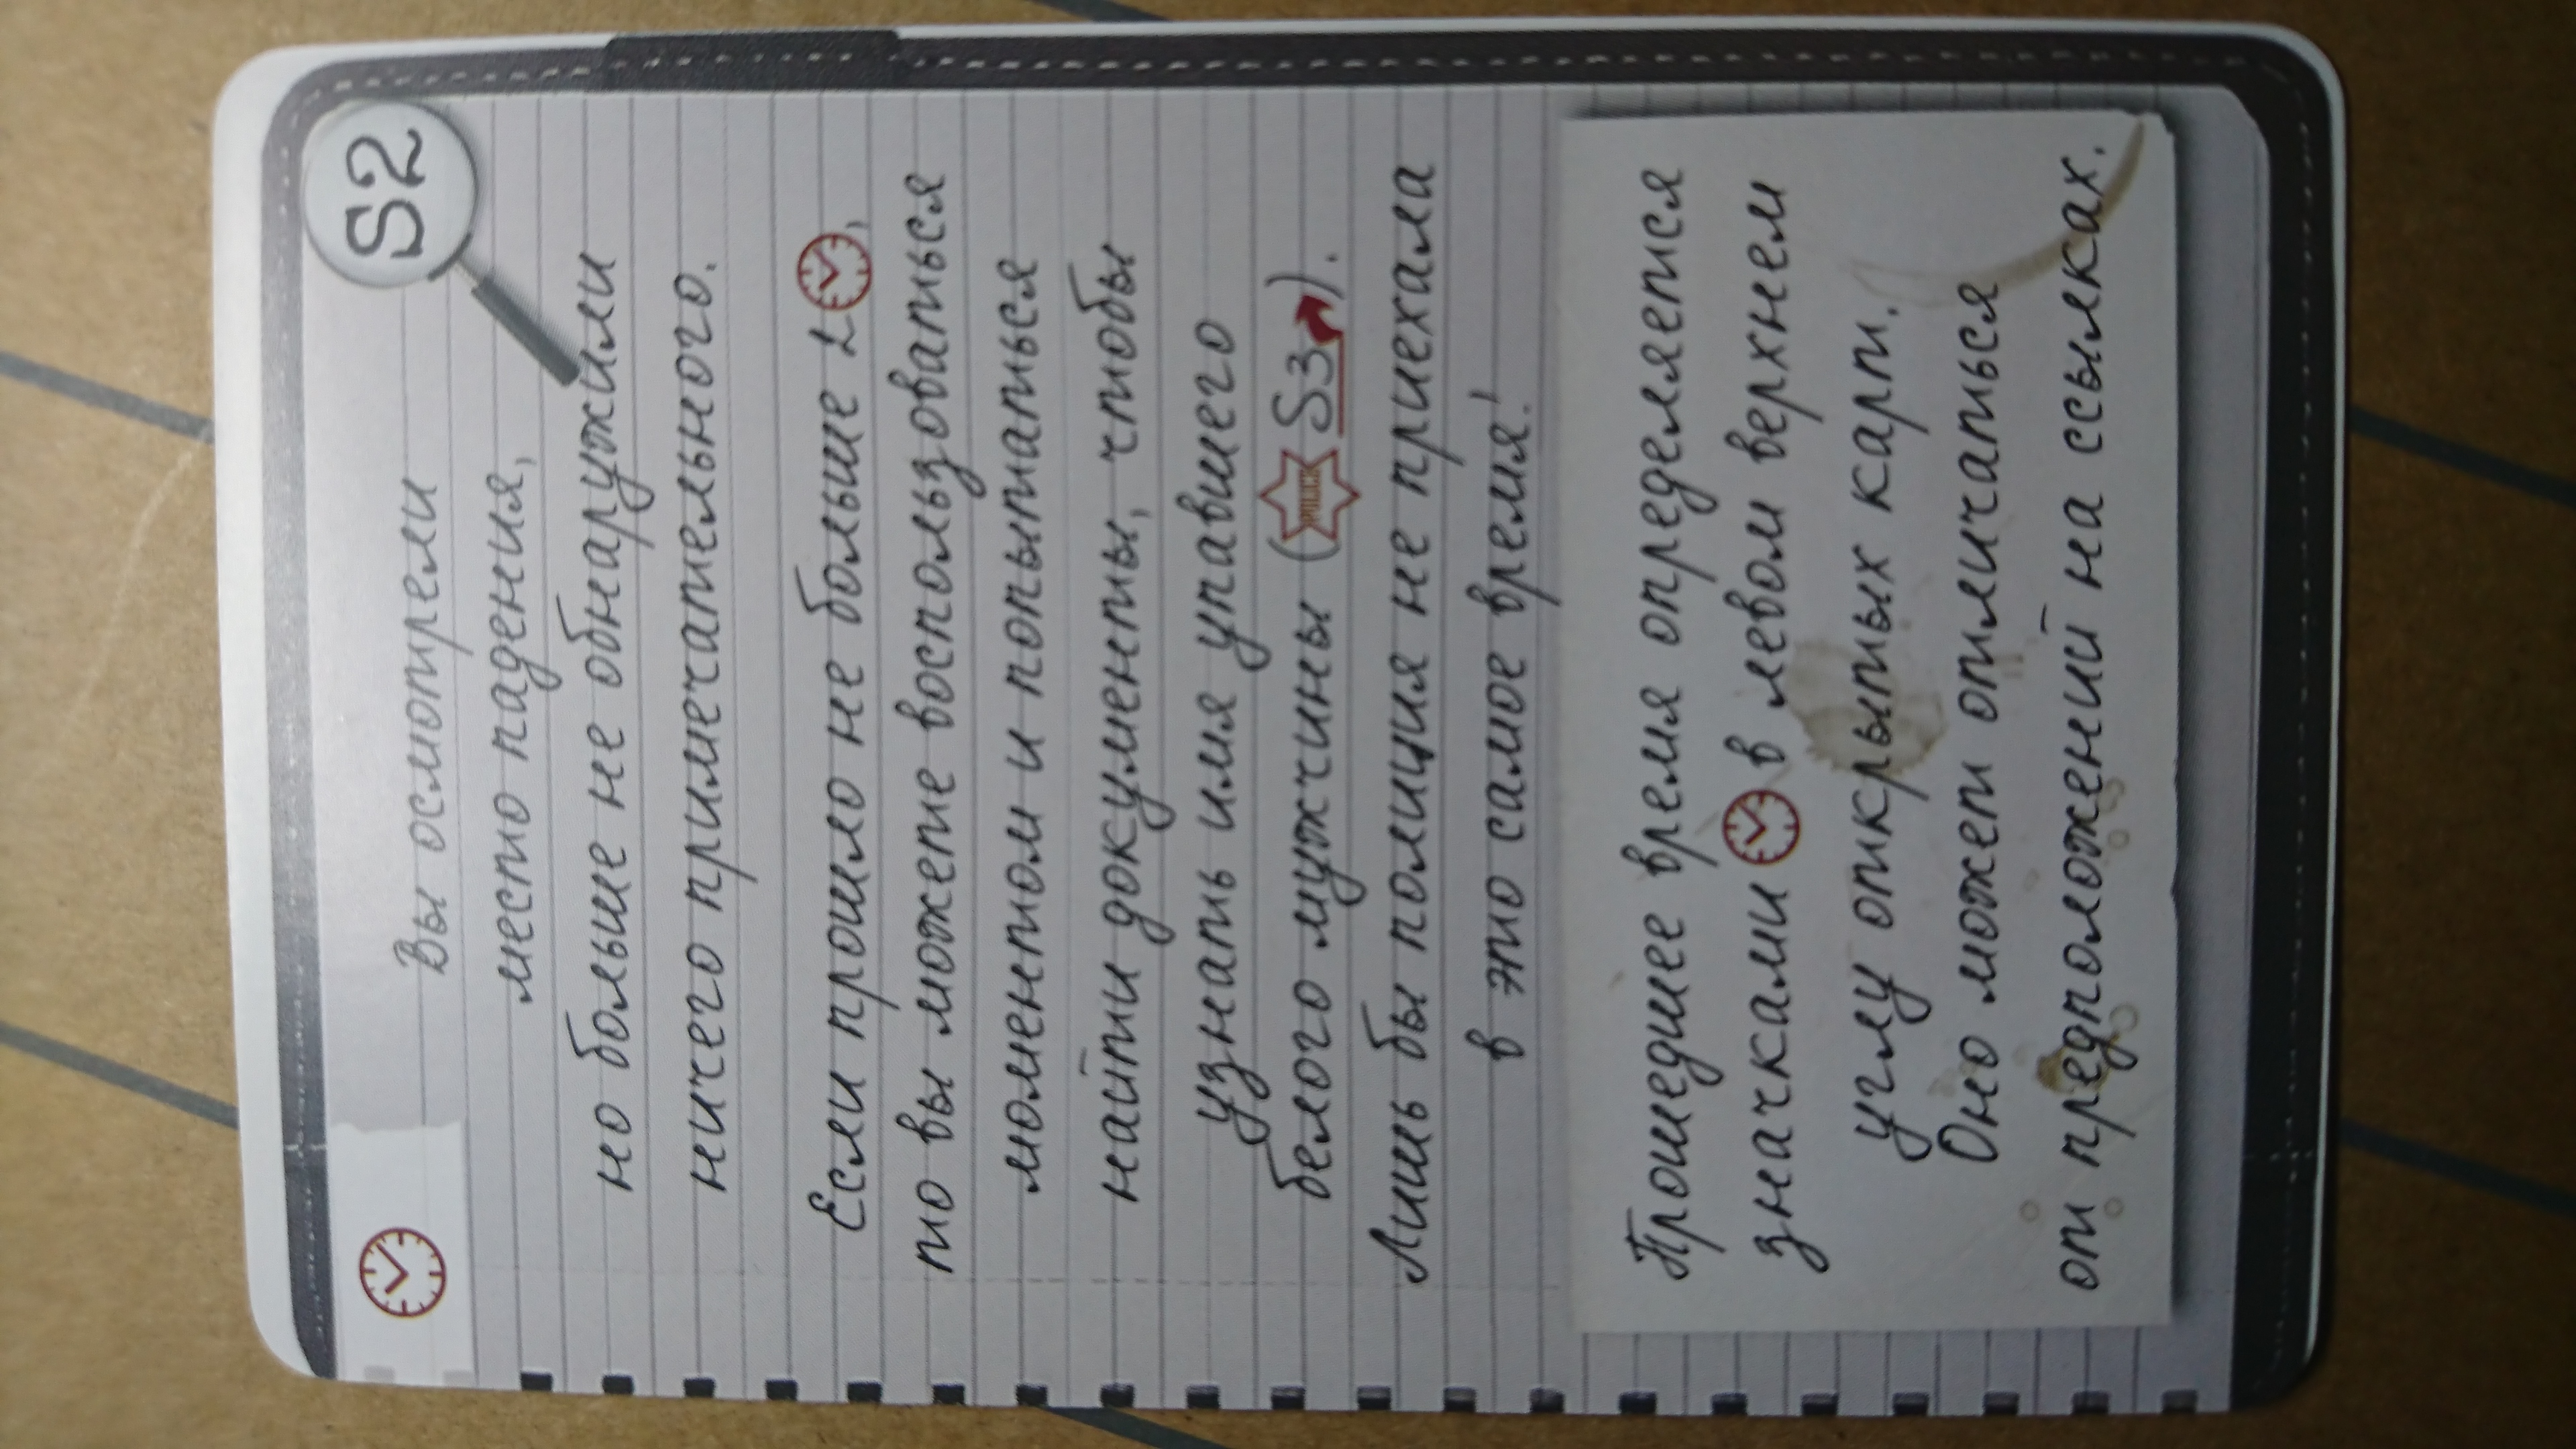 S2
Вы осмотрели
место падения,
но больше не обнаружили
ничего примечательного.
Если прошло не больше 2 ,
то вы можете воспользоваться
моментом и попытаться
найти документы, чтобы
узнать имя упавшего
белого мужчины (POLICE S3 ).
Лишь бы полиция не приехала
в это самое время!
Прошедшее время определяется
значками в левом верхнем
углу открытых карт.
Оно может отличаться
от предположений на ссылках.